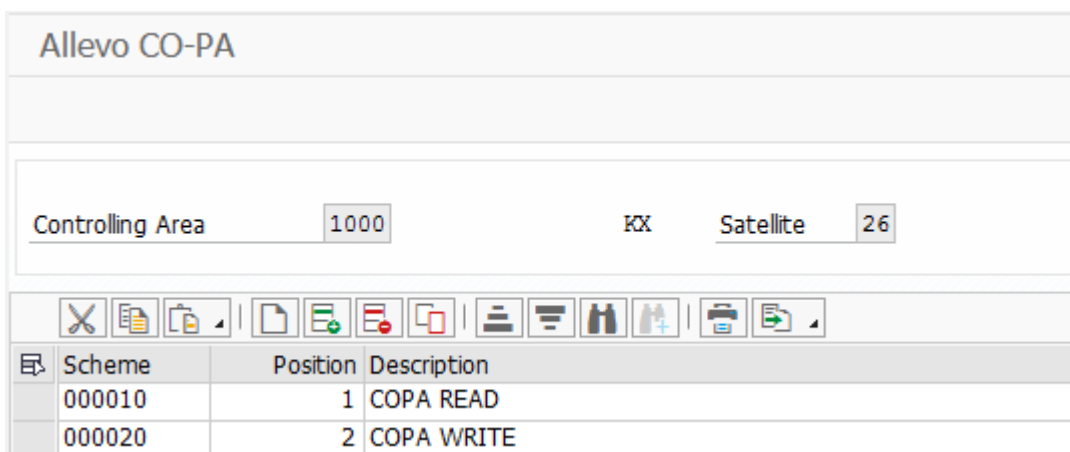 Allevo CO-PA
Controlling Area 1000 KX Satellite 26
Scheme Position Description
000010 1 COPA READ
000020 2 COPA WRITE